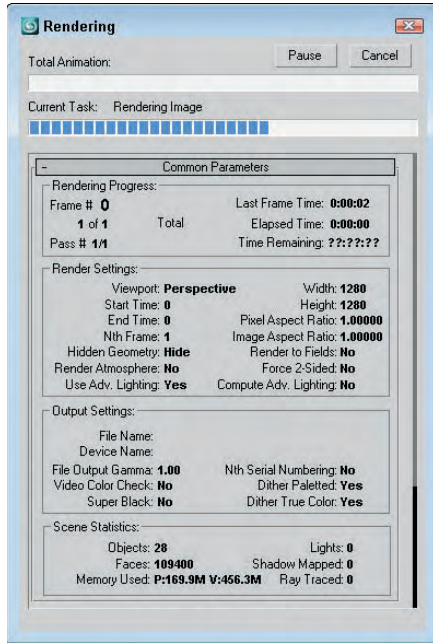 Rendering
Total Animation:
Pause
Cancel
Current Task: Rendering Image
- Common Parameters
Rendering Progress:
Frame # 0 Last Frame Time: 0:00:02
1 of 1 Total Elapsed Time: 0:00:00
Pass # 1/1 Time Remaining: ??:??:??
Render Settings:
Viewport: Perspective Width: 1280
Start Time: 0 Height: 1280
End Time: 0 Pixel Aspect Ratio: 1.00000
Nth Frame: 1 Image Aspect Ratio: 1.00000
Hidden Geometry: Hide Render to Fields: No
Render Atmosphere: No Force 2-Sided: No
Use Adv. Lighting: Yes Compute Adv. Lighting: No
Output Settings:
File Name:
Device Name:
File Output Gamma: 1.00 Nth Serial Numbering: No
Video Color Check: No Dither Paletted: Yes
Super Black: No Dither True Color: Yes
Scene Statistics:
Objects: 28 Lights: 0
Faces: 109400 Shadow Mapped: 0
Memory Used: P:169.9M V:456.3M Ray Traced: 0